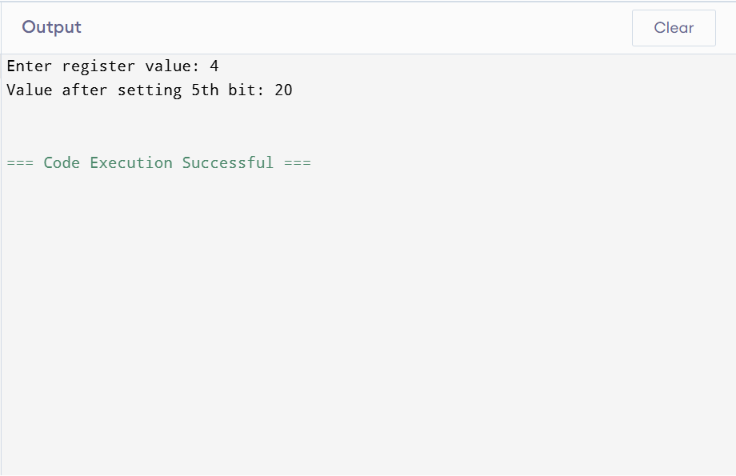 Output
Clear
Enter register value: 4
Value after setting 5th bit: 20
=== Code Execution Successful ===